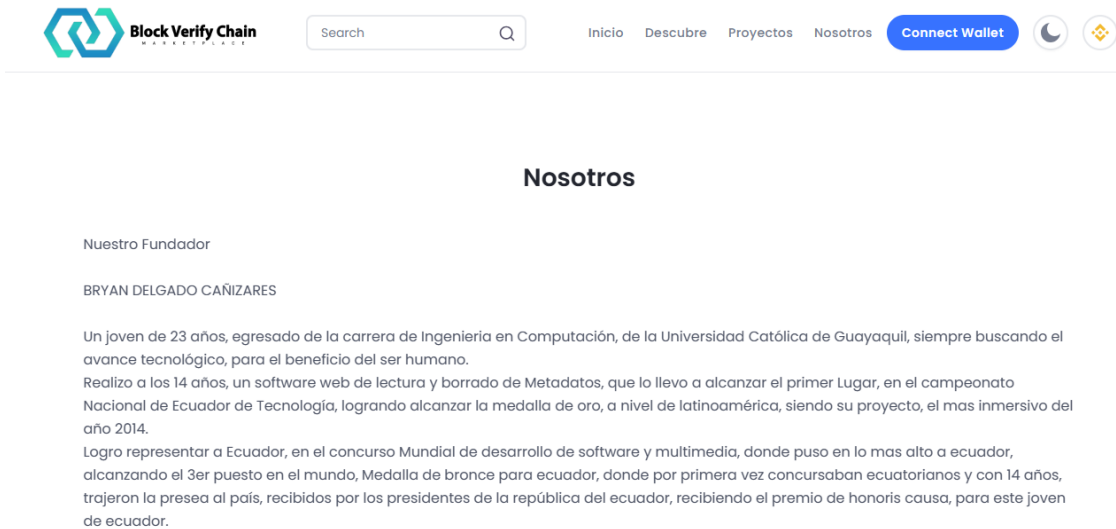 Block Verify Chain
MARKETPLACE
Search
Inicio
Descubre
Proyectos
Nosotros
Connect Wallet
Nosotros
Nuestro Fundador
BRYAN DELGADO CAÑIZARES
Un joven de 23 años, egresado de la carrera de Ingenieria en Computación, de la Universidad Católica de Guayaquil, siempre buscando el
avance tecnológico, para el beneficio del ser humano.
Realizo a los 14 años, un software web de lectura y borrado de Metadatos, que lo llevo a alcanzar el primer Lugar, en el campeonato
Nacional de Ecuador de Tecnología, logrando alcanzar la medalla de oro, a nivel de latinoamérica, siendo su proyecto, el mas inmersivo del
año 2014.
Logro representar a Ecuador, en el concurso Mundial de desarrollo de software y multimedia, donde puso en lo mas alto a ecuador,
alcanzando el 3er puesto en el mundo, Medalla de bronce para ecuador, donde por primera vez concursaban ecuatorianos y con 14 años,
trajeron la presea al país, recibidos por los presidentes de la república del ecuador, recibiendo el premio de honoris causa, para este joven
de ecuador.